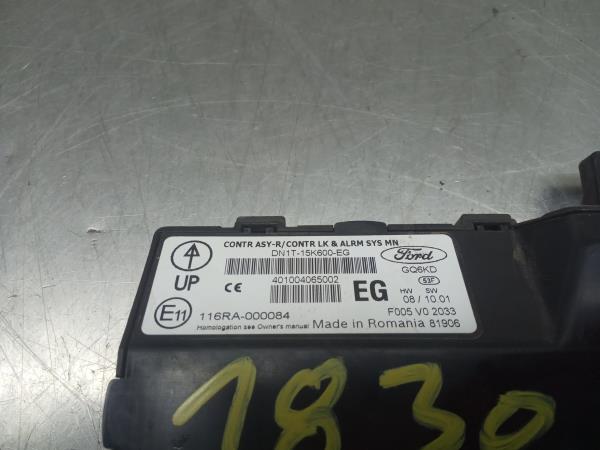 CONTR ASY-R/CONTR LK & ALRM SYS MN
DN1T-15K600-EG
Ford
GQ6KD
53F
UP
CE
401004065002
EG
HW SW
08 / 10.01
E11
116RA-000084
F005 V0 2033
Homologation see Owner's manual Made in Romania 81906
1830